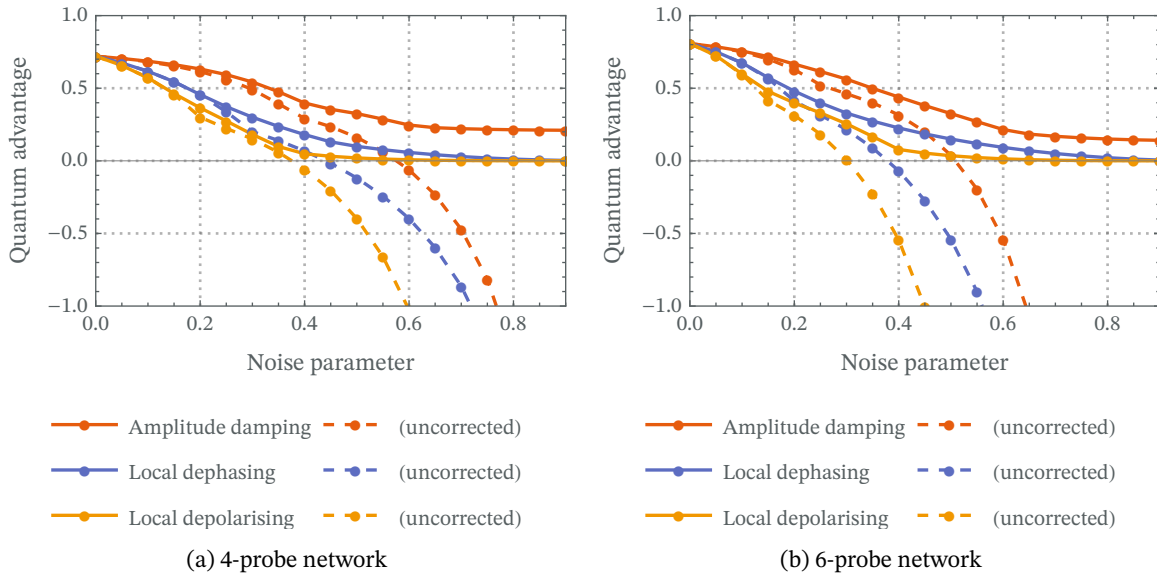 1.0
0.5
0.0
−0.5
−1.0
Quantum advantage
0.0 0.2 0.4 0.6 0.8
Noise parameter
Amplitude damping (uncorrected)
Local dephasing (uncorrected)
Local depolarising (uncorrected)
(a) 4-probe network
1.0
0.5
0.0
−0.5
−1.0
Quantum advantage
0.0 0.2 0.4 0.6 0.8
Noise parameter
Amplitude damping (uncorrected)
Local dephasing (uncorrected)
Local depolarising (uncorrected)
(b) 6-probe network